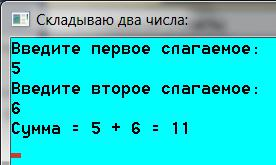 Складываю два числа:
Введите первое слагаемое:
5
Введите второе слагаемое:
6
Сумма = 5 + 6 = 11